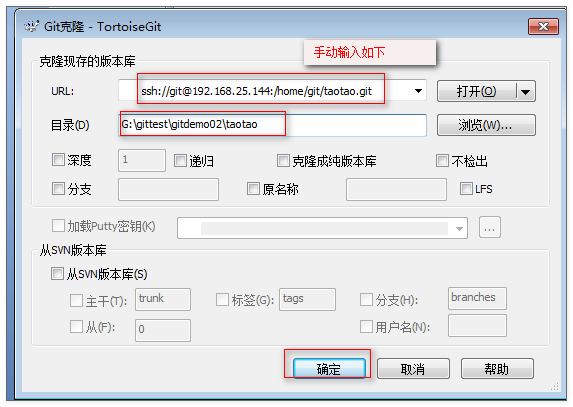 Git克隆 - TortoiseGit
手动输入如下
克隆现存的版本库
URL: ssh://git@192.168.25.144:/home/git/taotao.git 打开(O)
目录(D) G:\gittest\gitdemo02\taotao 浏览(W)...
深度 1 递归 克隆成纯版本库 不检出
分支 原名称 LFS
加载Putty密钥(K) ...
从SVN版本库
从SVN版本库(S)
主干(T): trunk 标签(G): tags 分支(H): branches
从(F): 0 用户名(N):
确定 取消 帮助